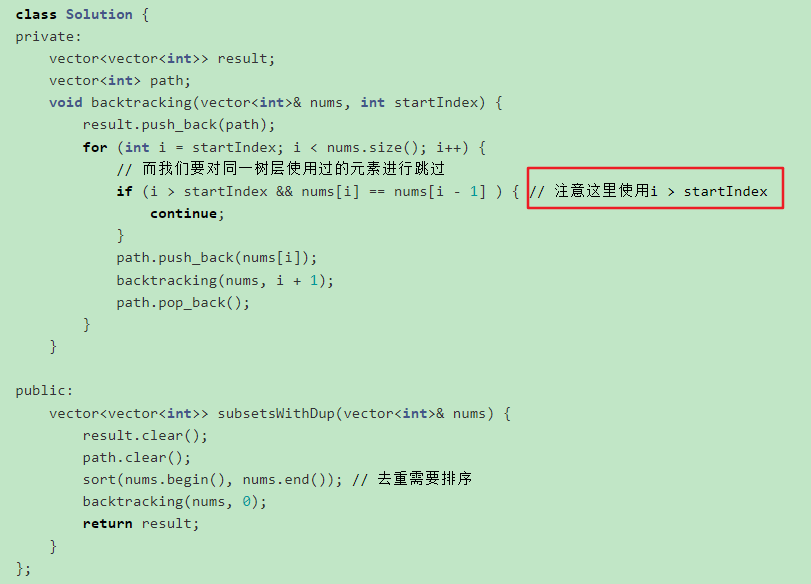 class Solution {
private:
    vector<vector<int>> result;
    vector<int> path;
    void backtracking(vector<int>& nums, int startIndex) {
        result.push_back(path);
        for (int i = startIndex; i < nums.size(); i++) {
            // 而我们要对同一树层使用过的元素进行跳过
            if (i > startIndex && nums[i] == nums[i - 1] ) { // 注意这里使用i > startIndex
                continue;
            }
            path.push_back(nums[i]);
            backtracking(nums, i + 1);
            path.pop_back();
        }
    }

public:
    vector<vector<int>> subsetsWithDup(vector<int>& nums) {
        result.clear();
        path.clear();
        sort(nums.begin(), nums.end()); // 去重需要排序
        backtracking(nums, 0);
        return result;
    }
};